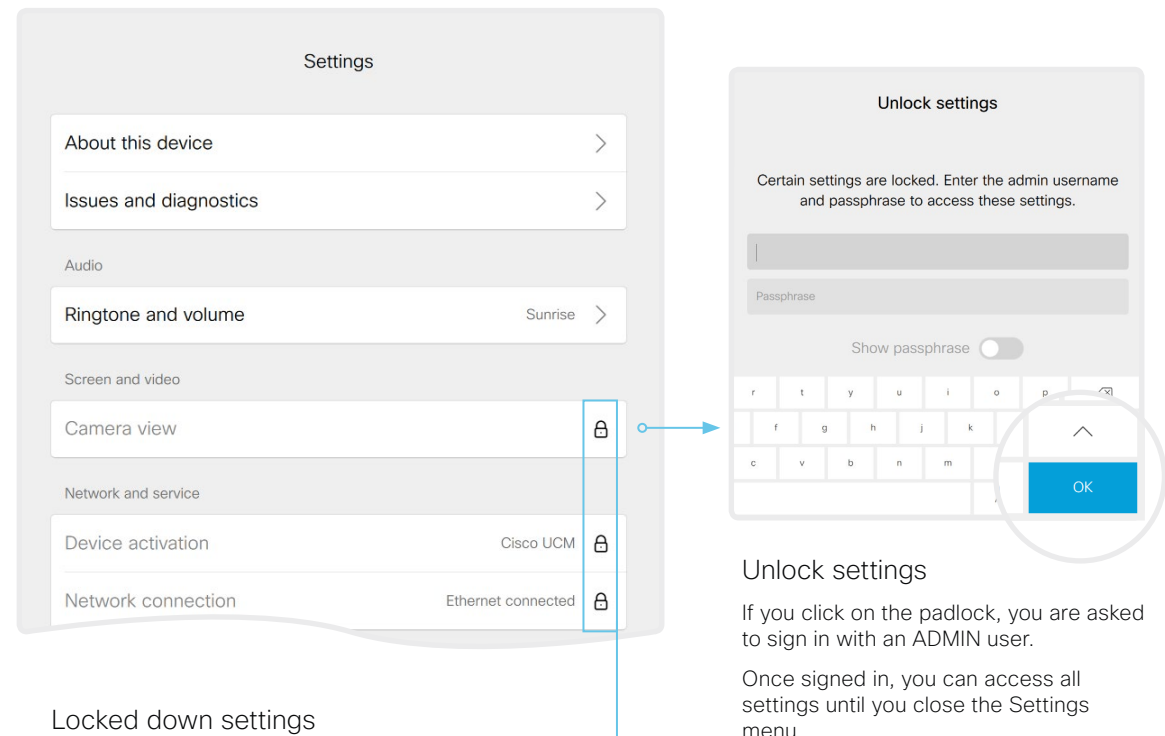 Settings
About this device
Issues and diagnostics
Audio
Ringtone and volume Sunrise
Screen and video
Camera view
Network and service
Device activation Cisco UCM
Network connection Ethernet connected
Locked down settings
Unlock settings
Certain settings are locked. Enter the admin username
and passphrase to access these settings.
Passphrase
Show passphrase
r t y u i o p
f g h j k
c v b n m
OK
Unlock settings
If you click on the padlock, you are asked
to sign in with an ADMIN user.
Once signed in, you can access all
settings until you close the Settings
menu